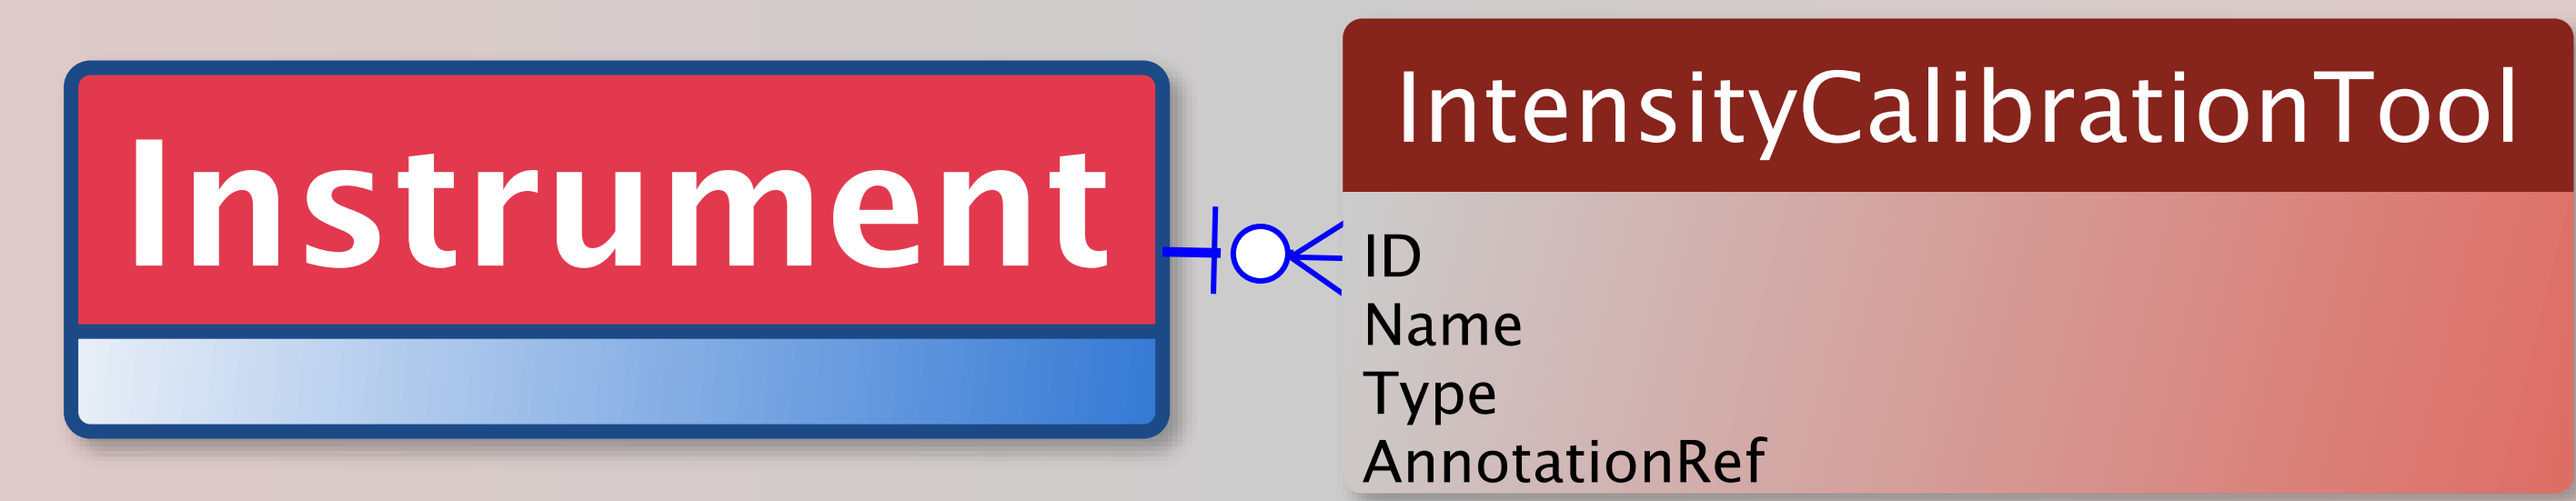 Instrument
IntensityCalibrationTool
ID
Name
Type
AnnotationRef